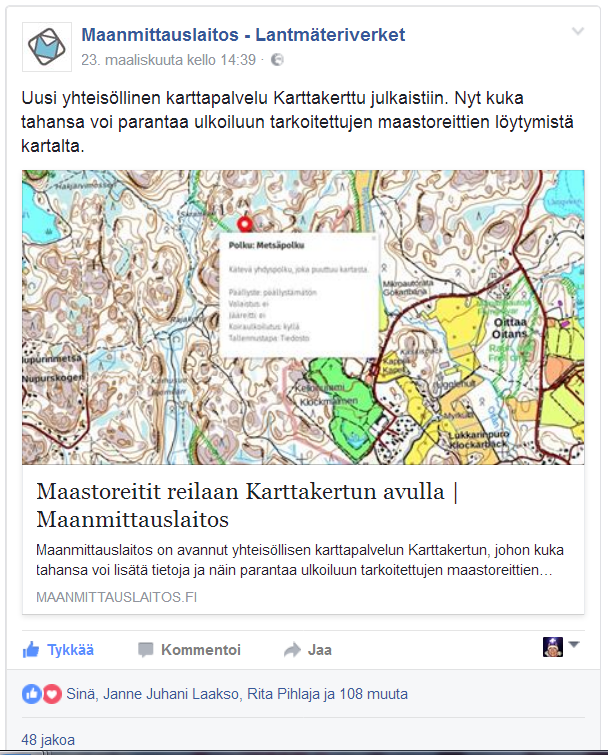 Maanmittauslaitos - Lantmäteriverket
23. maaliskuuta kello 14:39 ·
Uusi yhteisöllinen karttapalvelu Karttakerttu julkaistiin. Nyt kuka
tahansa voi parantaa ulkoiluun tarkoitettujen maastoreittien löytymistä
kartalta.
Polku: Metsäpolku
Kätevä yhdyspolku, joka puuttuu kartasta.
Päällyste: päällystämätön
Valaistus ei
Jääreitti ei
Koiraulkoilutus kyllä
Tallennustapa Tiedosto
Oittaa
Oittans
Kappeli
Kapell
nupurinmetsa
Nupurskogen
Klockmalmen
Myrkult
Lukkarinpuro
Klockarbäck
Maastoreitit reilaan Karttakertun avulla |
Maanmittauslaitos
Maanmittauslaitos on avannut yhteisöllisen karttapalvelun Karttakertun, johon kuka
tahansa voi lisätä tietoja ja näin parantaa ulkoiluun tarkoitettujen maastoreittien…
MAANMITTAUSLAITOS.FI
Tykkää Kommentoi Jaa
Sinä, Janne Juhani Laakso, Rita Pihlaja ja 108 muuta
48 jakoa